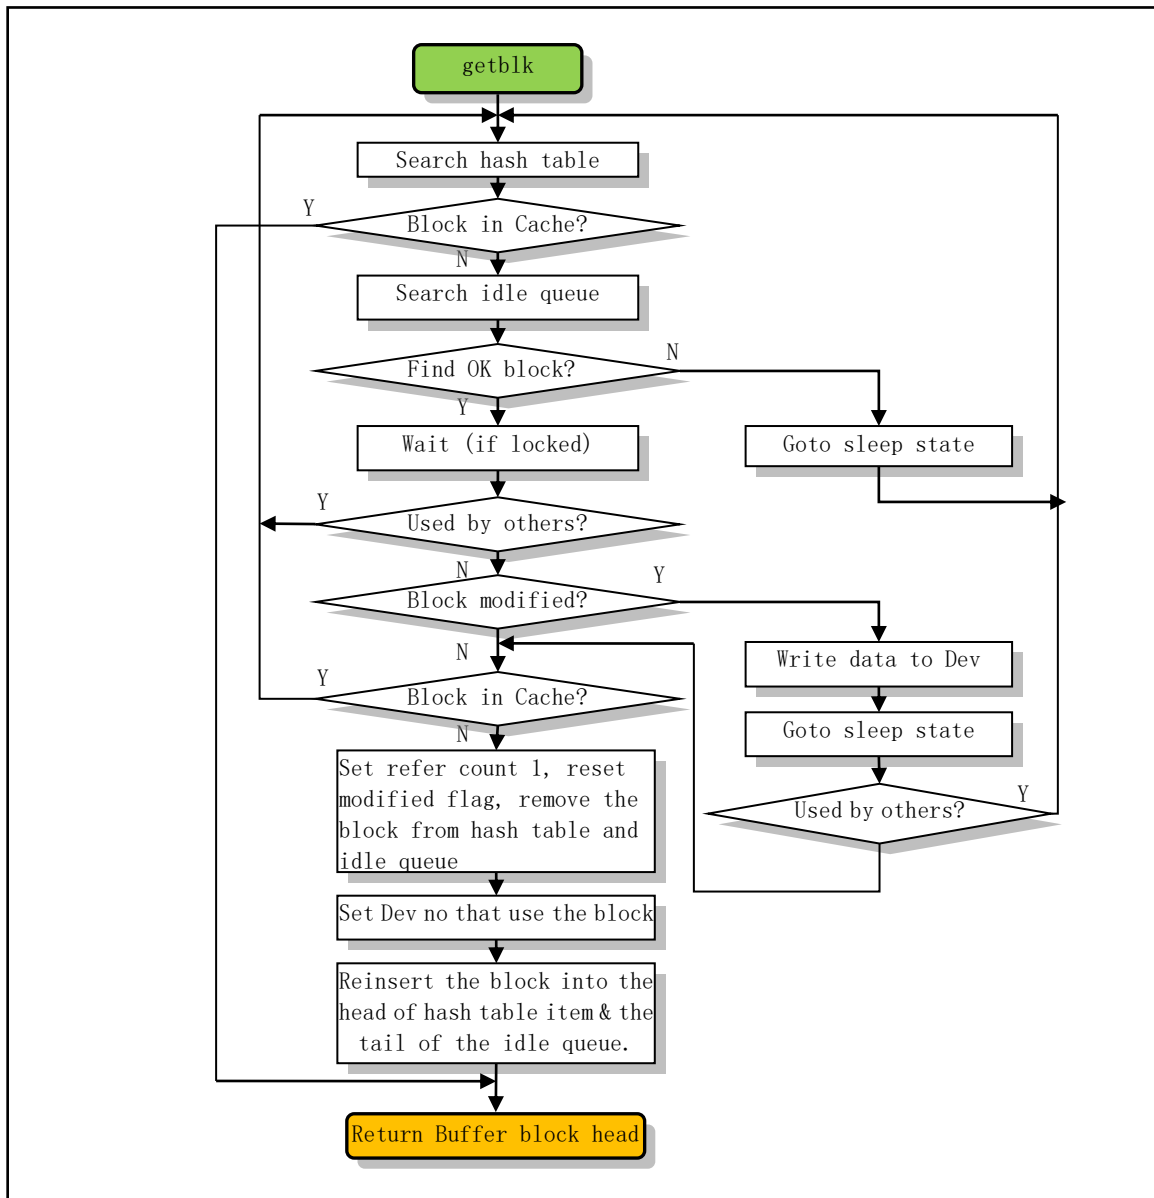 getblk
Search hash table
Y
Block in Cache?
N
Search idle queue
Find OK block?
N
Y
Wait (if locked)
Goto sleep state
Y
Used by others?
N
Y
Block modified?
N
Write data to Dev
Y
Block in Cache?
N
Goto sleep state
Set refer count 1, reset
modified flag, remove the
block from hash table and
idle queue
Y
Used by others?
Set Dev no that use the block
Reinsert the block into the
head of hash table item & the
tail of the idle queue.
Return Buffer block head